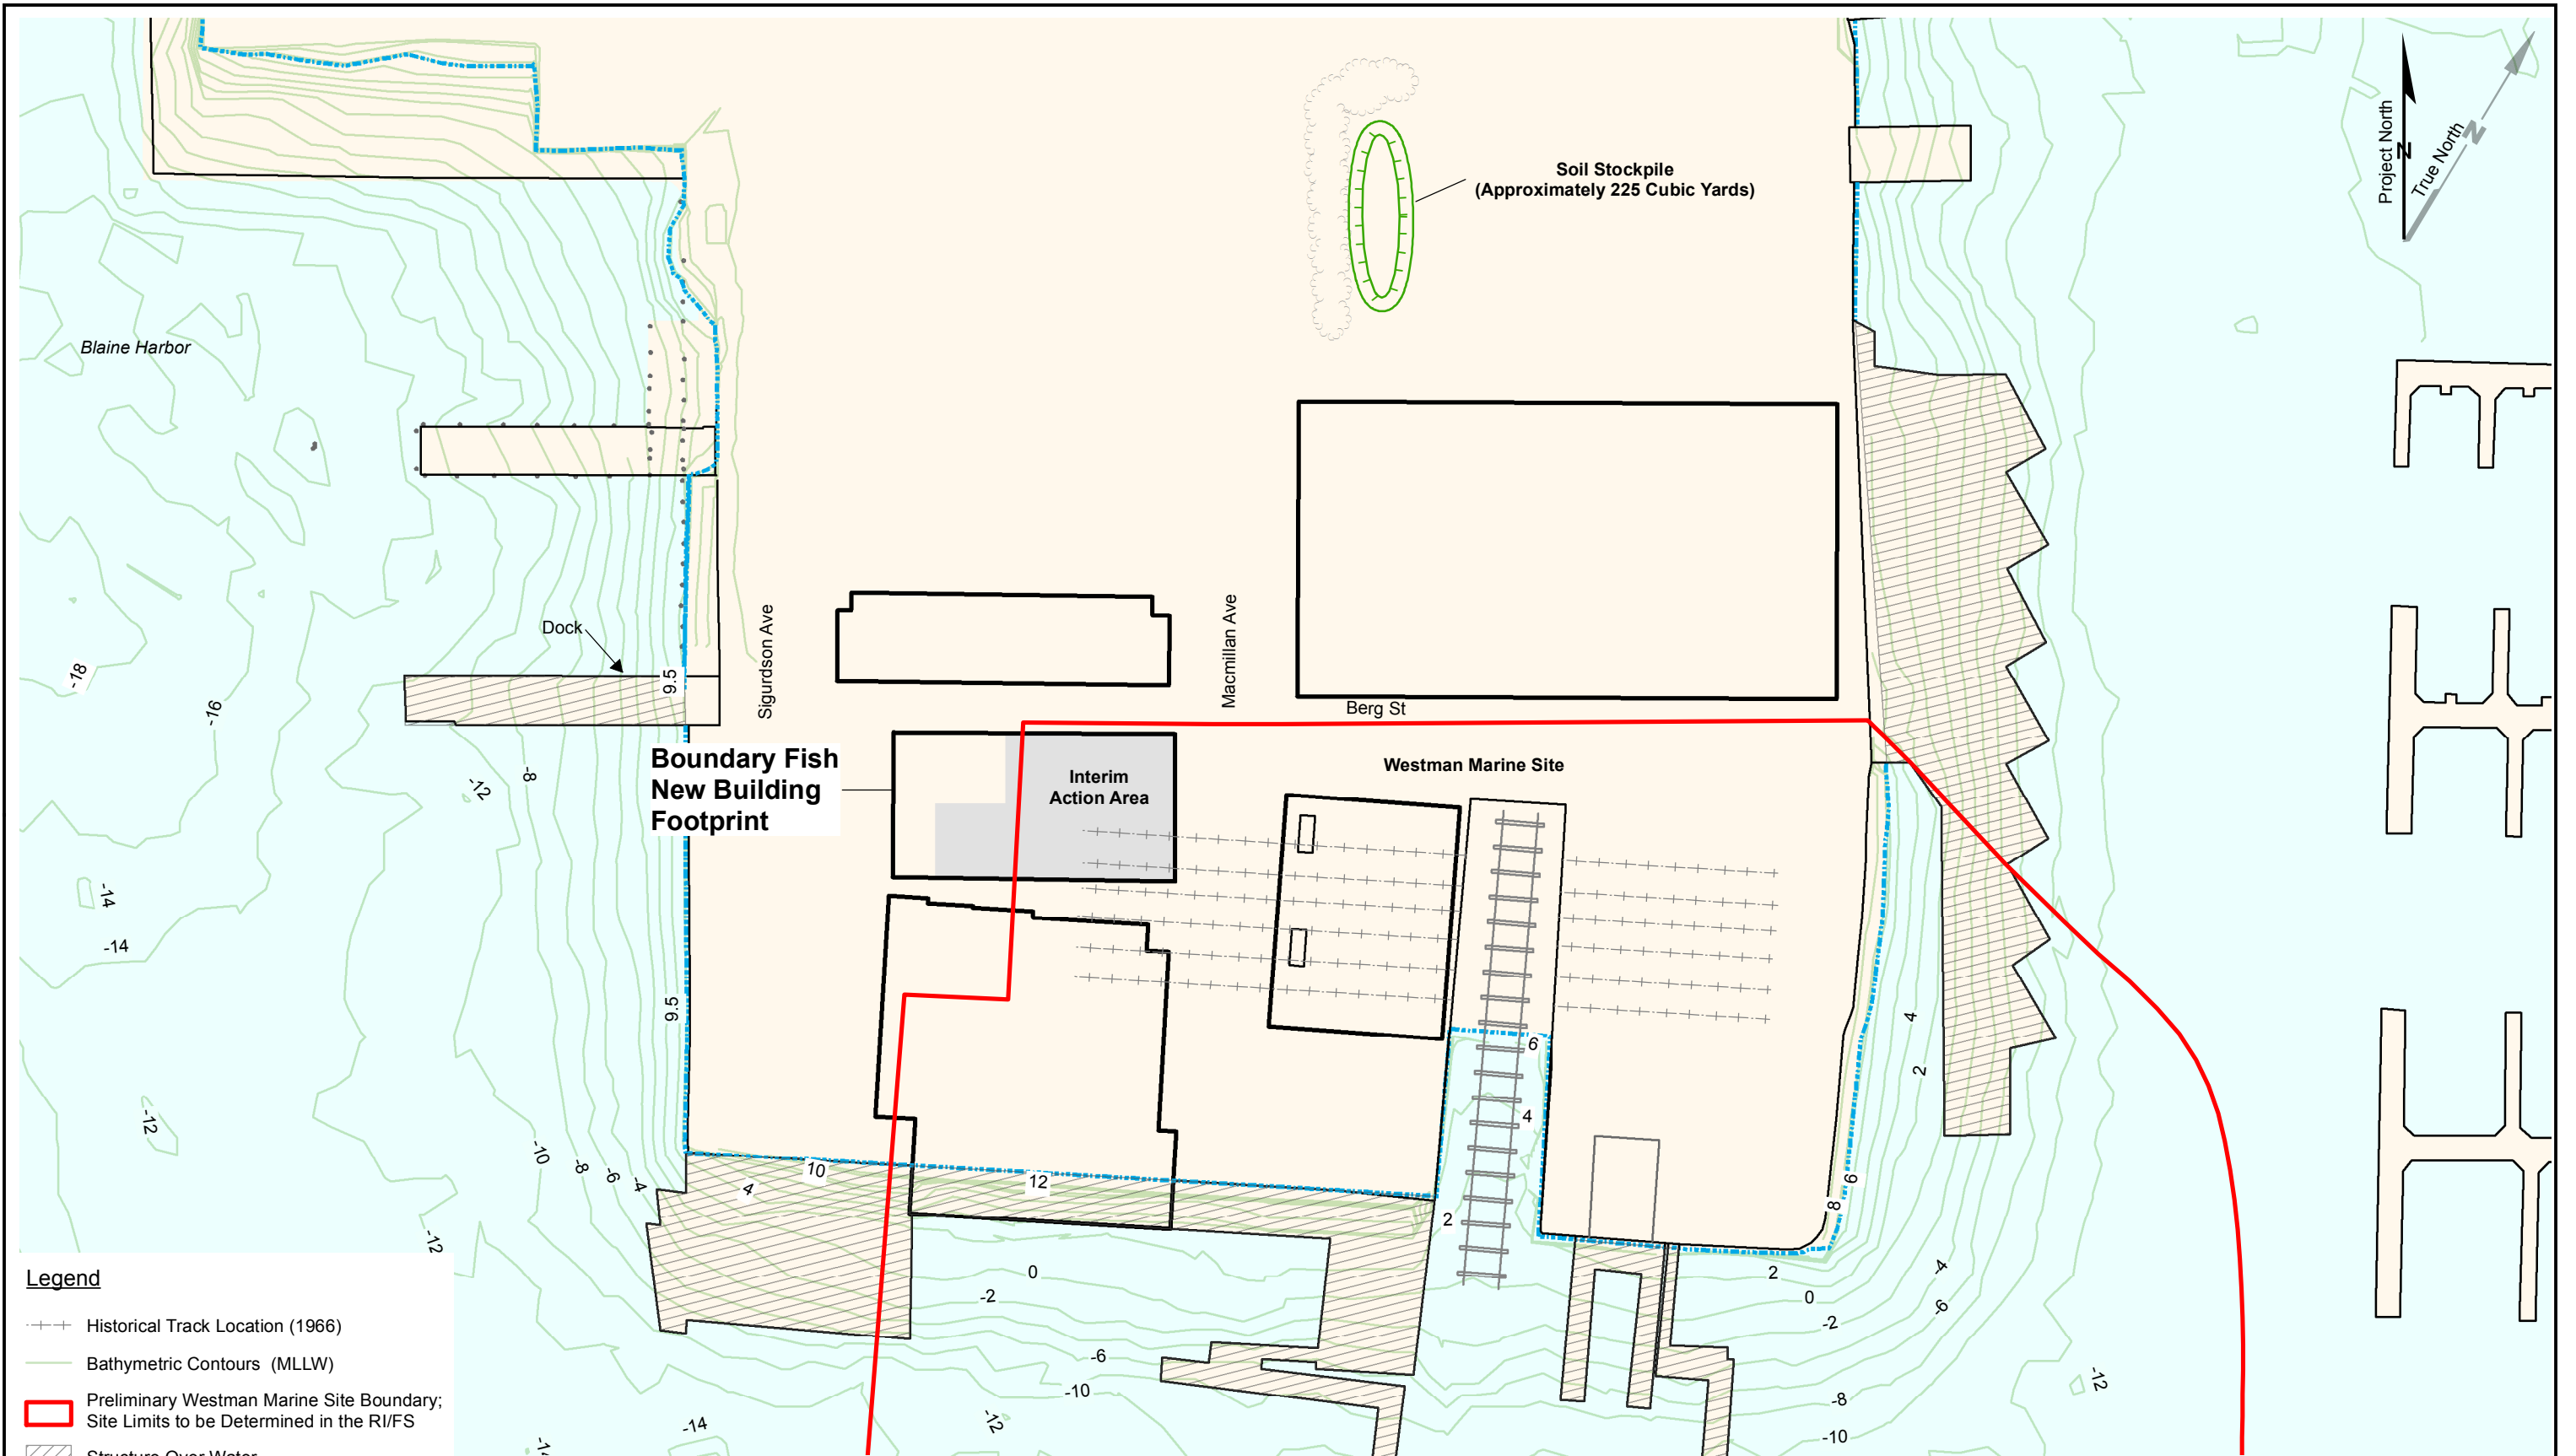 Project North
N
True North
N
Soil Stockpile
(Approximately 225 Cubic Yards)
Blaine Harbor
Dock
9.5
Sigurdson Ave
Macmillan Ave
Berg St
-18
-16
-12
-8
Boundary Fish
New Building
Footprint
Interim
Action Area
Westman Marine Site
-14
-14
9.5
6
4
4
2
-12
-10
-8
-6
-4
4
10
12
2
8
6
-12
0
-2
-6
-10
-12
-14
2
0
-2
-4
-6
-8
-10
-12
Legend
Historical Track Location (1966)
Bathymetric Contours (MLLW)
Preliminary Westman Marine Site Boundary;
Site Limits to be Determined in the RI/FS
Structure Over Water